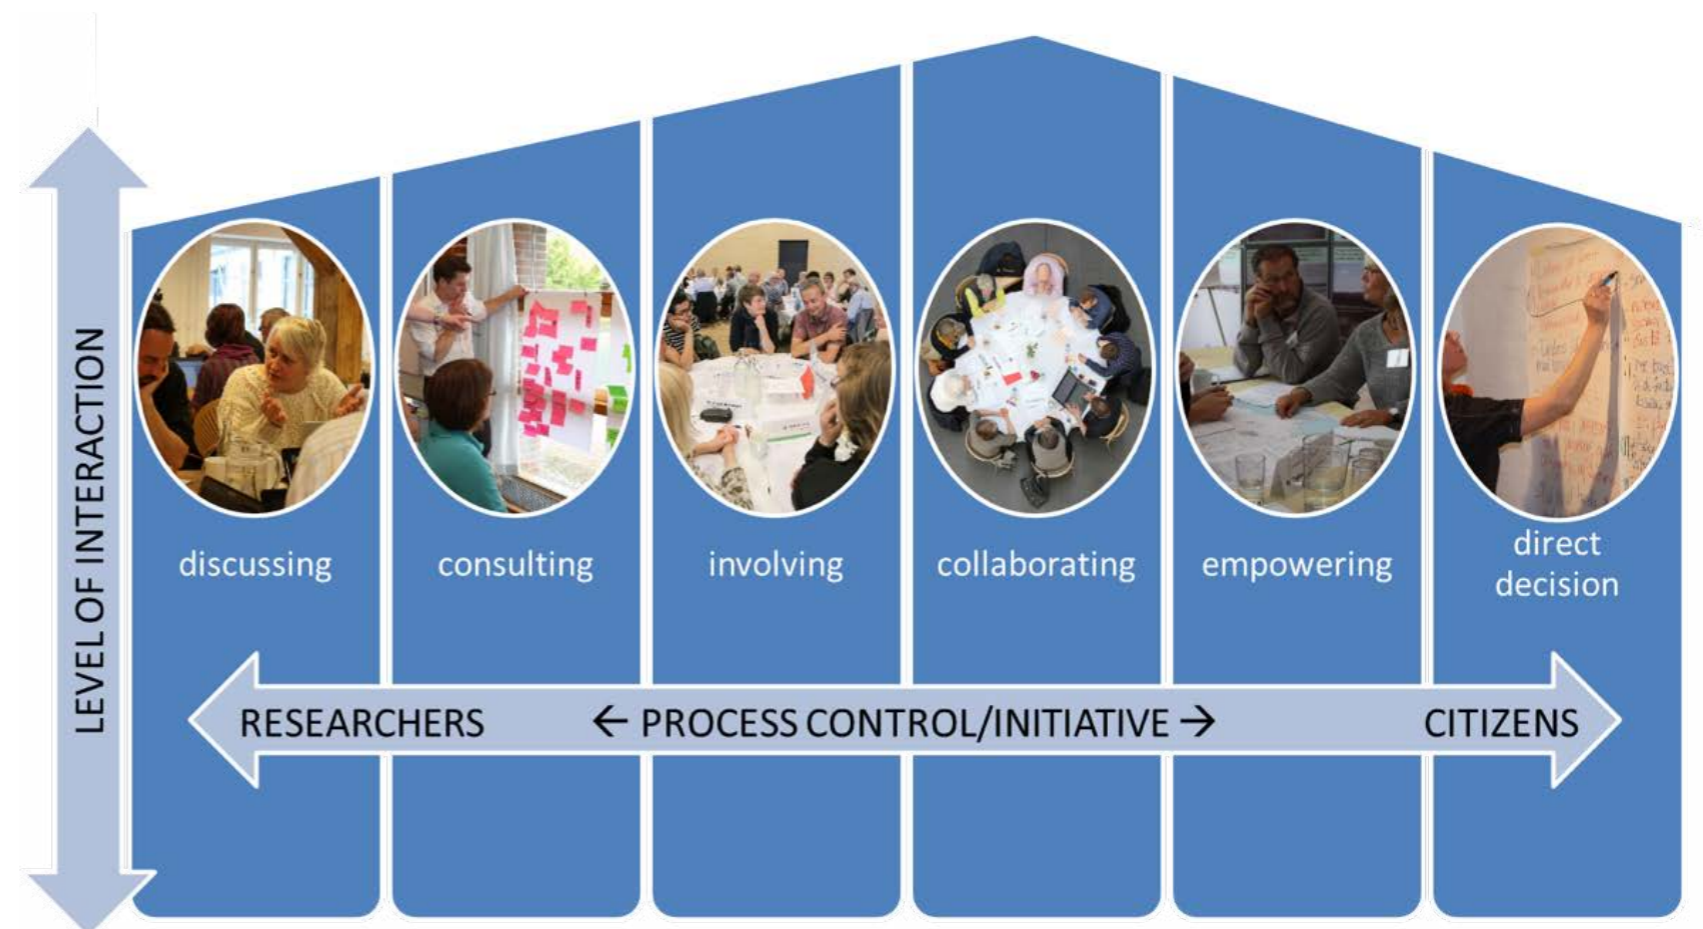 LEVEL OF INTERACTION
discussing
consulting
involving
collaborating
empowering
direct
decision
RESEARCHERS
← PROCESS CONTROL/INITIATIVE →
CITIZENS